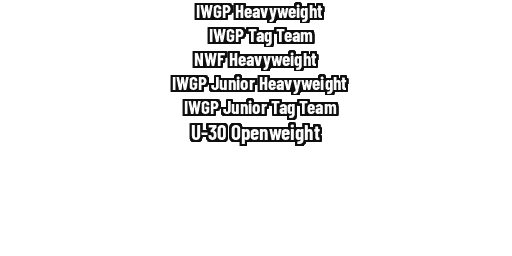 IWGP Heavyweight
IWGP Tag Team
NWF Heavyweight
IWGP Junior Heavyweight
IWGP Junior Tag Team
U-30 Openweight